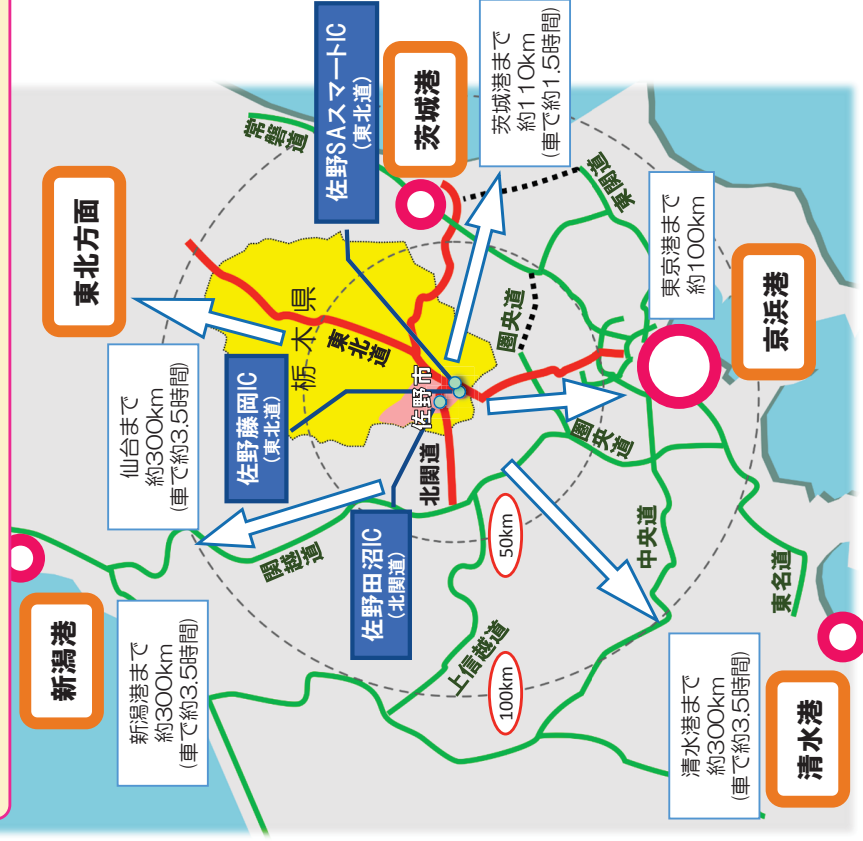 東北方面
仙台まで
約300km
(車で約3.5時間)
新潟港
新潟港まで
約300km
(車で約3.5時間)
佐野藤岡IC
(東北道)
佐野田沼IC
(北関道)
佐野SAスマートIC
(東北道)
茨城港
茨城港まで
約110km
(車で約1.5時間)
常磐道
栃木県
東北道
佐野市
北関道
関越道
上信越道
50km
100km
圏央道
圏央道
東関道
中央道
東名道
東京港まで
約100km
京浜港
清水港まで
約300km
(車で約3.5時間)
清水港